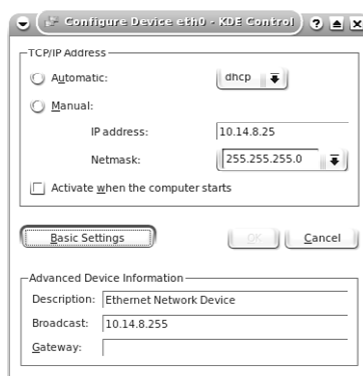 Configure Device eth0 - KDE Control
TCP/IP Address
Automatic: dhcp
Manual:
IP address: 10.14.8.25
Netmask: 255.255.255.0
Activate when the computer starts
Basic Settings OK Cancel
Advanced Device Information
Description: Ethernet Network Device
Broadcast: 10.14.8.255
Gateway: